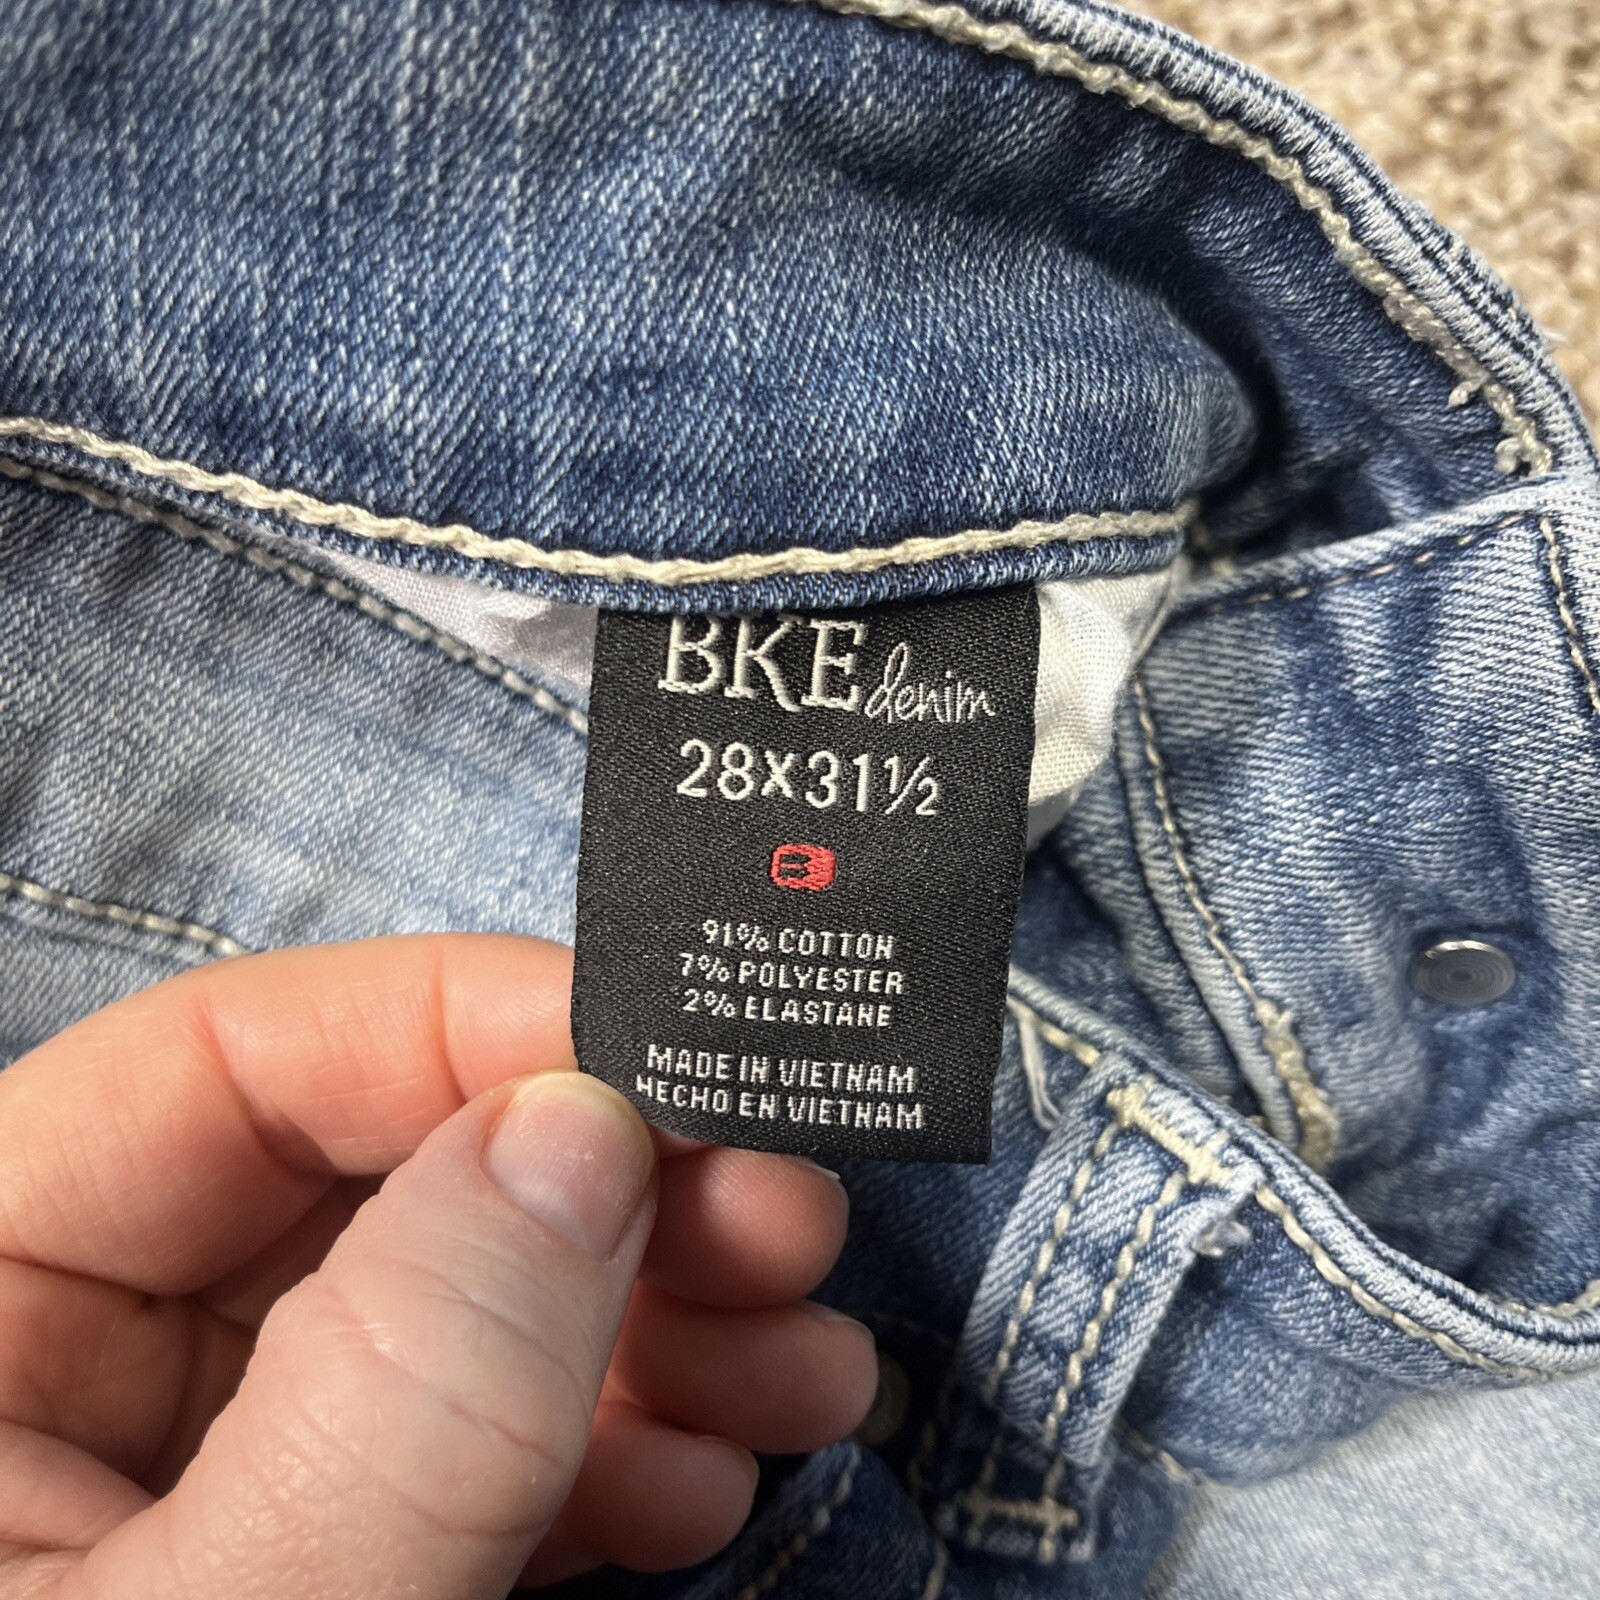 BKE denim
28X31½
B
91% COTTON
7% POLYESTER
2% ELASTANE
MADE IN VIETNAM
HECHO EN VIETNAM